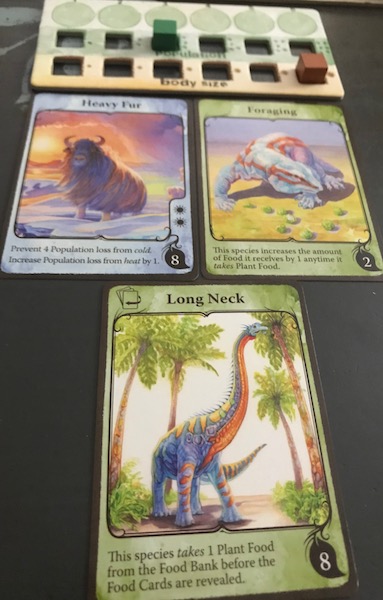 Population
body size
Heavy Fur
Prevent 4 Population loss from cold.
Increase Population loss from heat by 1.
8
Foraging
This species increases the amount
of Food it receives by 1 anytime it
takes Plant Food.
2
Long Neck
This species takes 1 Plant Food
from the Food Bank before the
Food Cards are revealed.
8